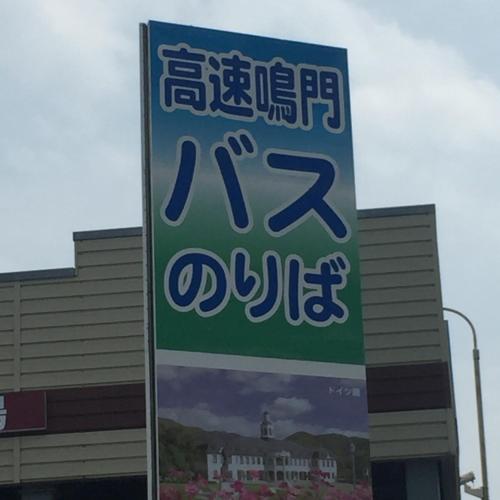 高速鳴門
バス
のりば
ドイツ館